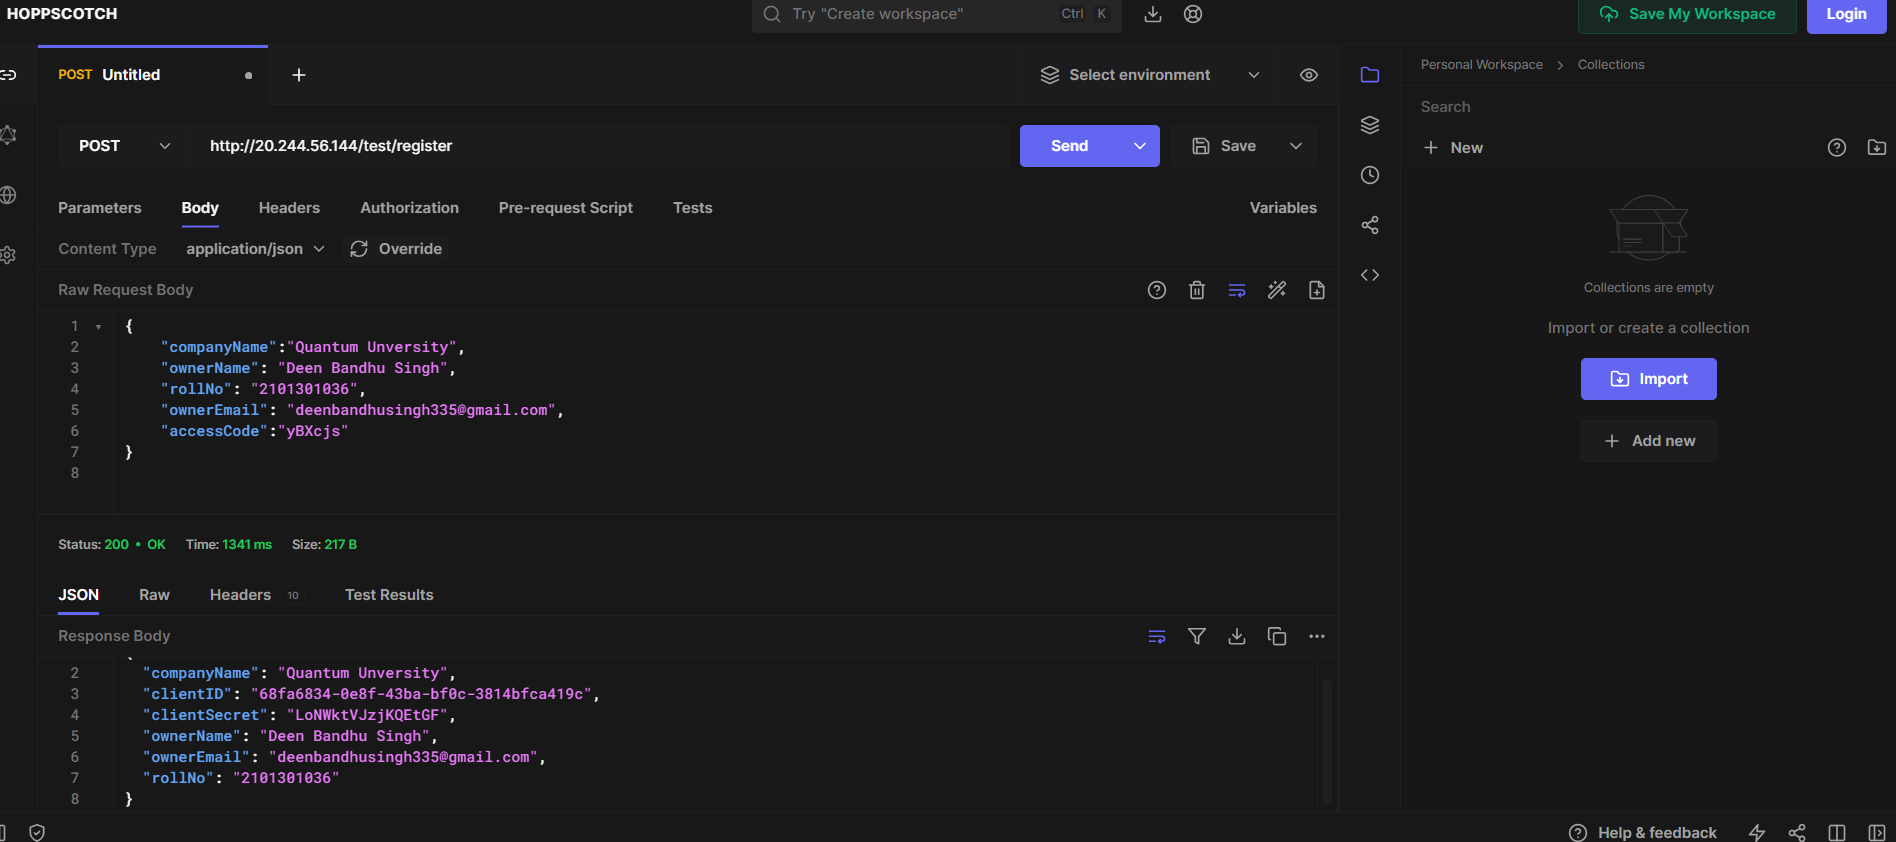 HOPPSCOTCH
Try "Create workspace" Ctrl K
Save My Workspace
Login
POST Untitled
Select environment
POST http://20.244.56.144/test/register
Send
Save
Parameters Body Headers Authorization Pre-request Script Tests Variables
Content Type application/json Override
Raw Request Body
1 {
2 "companyName":"Quantum Unversity",
3 "ownerName": "Deen Bandhu Singh",
4 "rollNo": "2101301036",
5 "ownerEmail": "deenbandhusingh335@gmail.com",
6 "accessCode":"yBXcjs"
7 }
8
Status: 200 • OK Time: 1341 ms Size: 217 B
JSON Raw Headers 10 Test Results
Response Body
2 "companyName": "Quantum Unversity",
3 "clientID": "68fa6834-0e8f-43ba-bf0c-3814bfca419c",
4 "clientSecret": "LoNWktVJzjKQEtGF",
5 "ownerName": "Deen Bandhu Singh",
6 "ownerEmail": "deenbandhusingh335@gmail.com",
7 "rollNo": "2101301036"
8 }
Personal Workspace > Collections
Search
New
Collections are empty
Import or create a collection
Import
Add new
Help & feedback